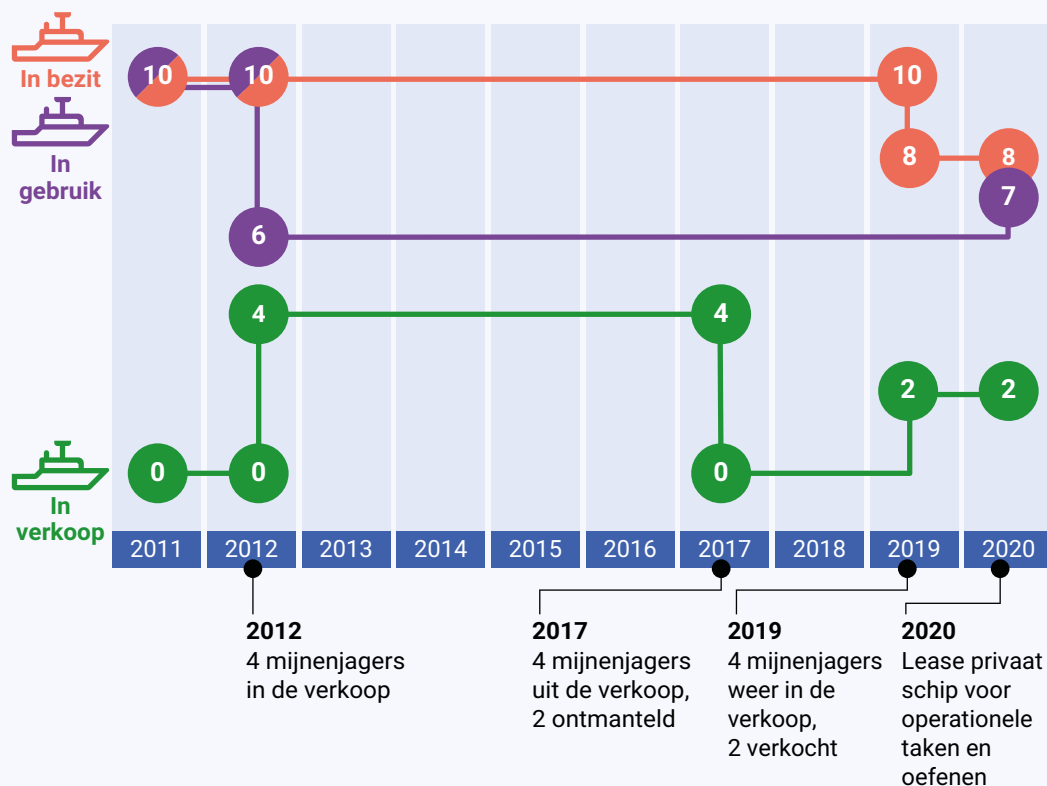 In bezit
In
gebruik
In
verkoop
10
10
10
8
8
7
6
4
4
2
2
0
0
0
2011
2012
2013
2014
2015
2016
2017
2018
2019
2020
2012
4 mijnenjagers
in de verkoop
2017
4 mijnenjagers
uit de verkoop,
2 ontmanteld
2019
4 mijnenjagers
weer in de
verkoop,
2 verkocht
2020
Lease privaat
schip voor
operationele
taken en
oefenen